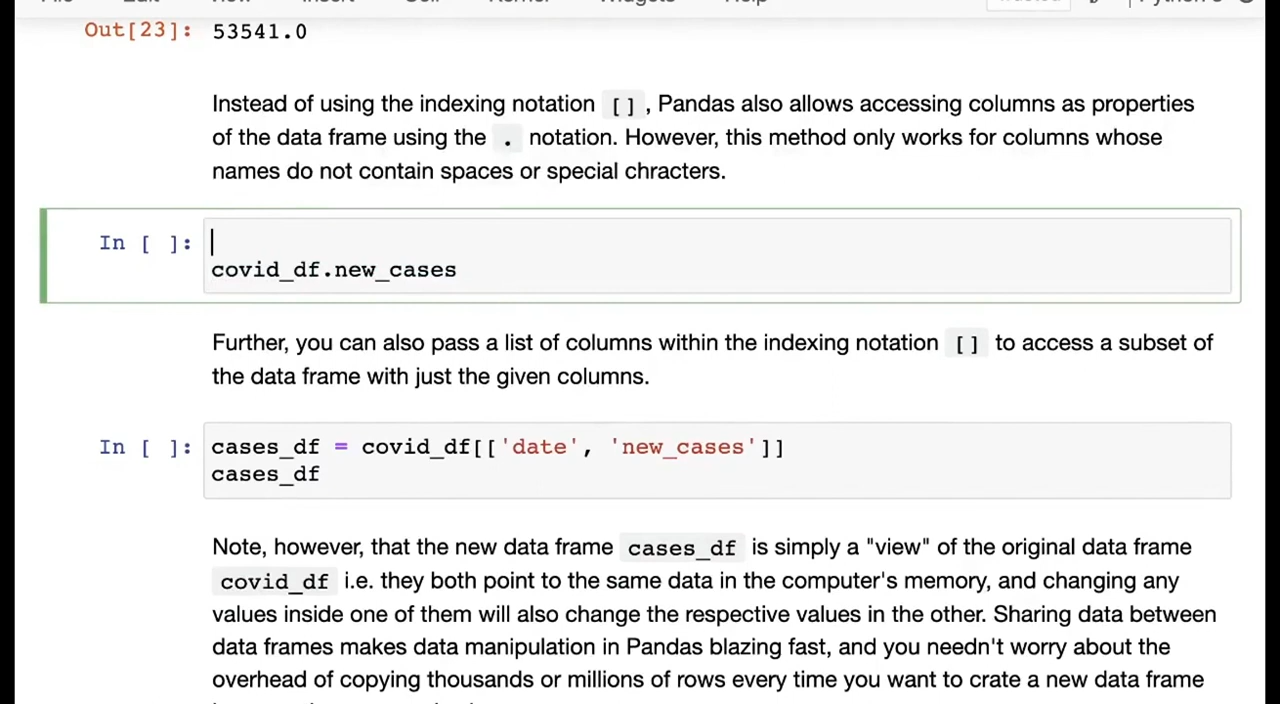 Out[23]: 53541.0
Instead of using the indexing notation [] , Pandas also allows accessing columns as properties
of the data frame using the . notation. However, this method only works for columns whose
names do not contain spaces or special chracters.
In [ ]:
covid_df.new_cases
Further, you can also pass a list of columns within the indexing notation [] to access a subset of
the data frame with just the given columns.
In [ ]: cases_df = covid_df[['date', 'new_cases']]
cases_df
Note, however, that the new data frame cases_df is simply a "view" of the original data frame
covid_df i.e. they both point to the same data in the computer's memory, and changing any
values inside one of them will also change the respective values in the other. Sharing data between
data frames makes data manipulation in Pandas blazing fast, and you needn't worry about the
overhead of copying thousands or millions of rows every time you want to crate a new data frame